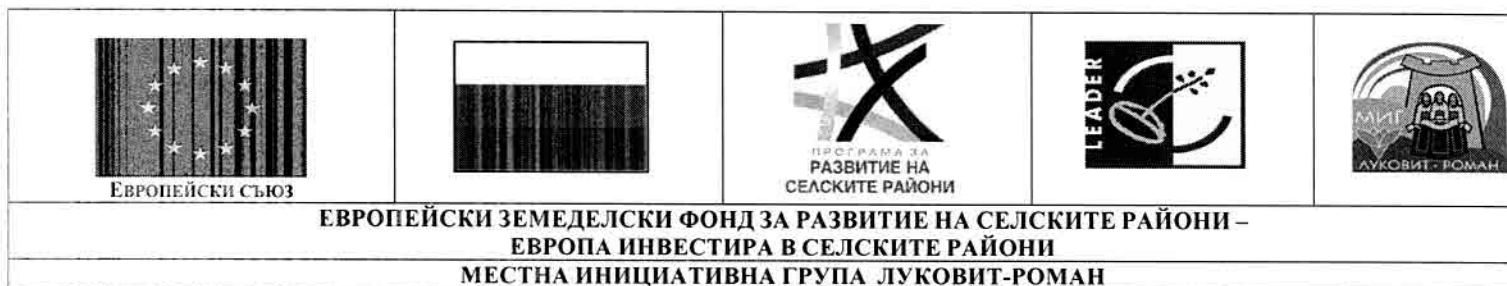 ЕВРОПЕЙСКИ СЪЮЗ
ПРОГРАМА ЗА
РАЗВИТИЕ НА
СЕЛСКИТЕ РАЙОНИ
LEADER
МИГ
ЛУКОВИТ • РОМАН
ЕВРОПЕЙСКИ ЗЕМЕДЕЛСКИ ФОНД ЗА РАЗВИТИЕ НА СЕЛСКИТЕ РАЙОНИ –
ЕВРОПА ИНВЕСТИРА В СЕЛСКИТЕ РАЙОНИ
МЕСТНА ИНИЦИАТИВНА ГРУПА ЛУКОВИТ-РОМАН